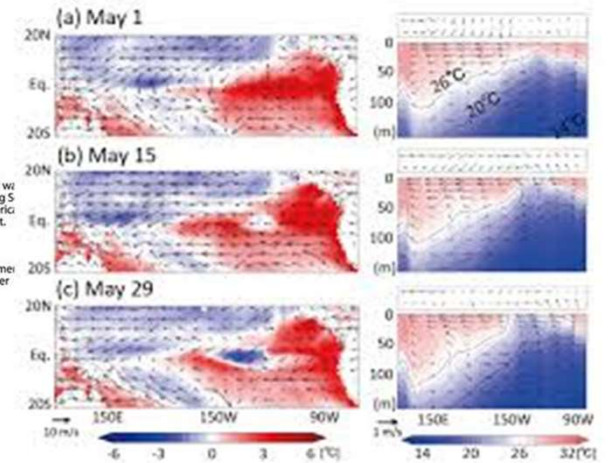 (a) May 1
20N
Eq.
20S
0
50
100
(m)
26°C
20°C
14°C
(b) May 15
20N
Eq.
20S
0
50
100
(m)
(c) May 29
20N
Eq.
20S
0
50
100
(m)
150E 150W 90W
150E 150W 90W
10 m/s
1 m/s
-6 -3 0 3 6 [°C]
14 20 26 32 [°C]